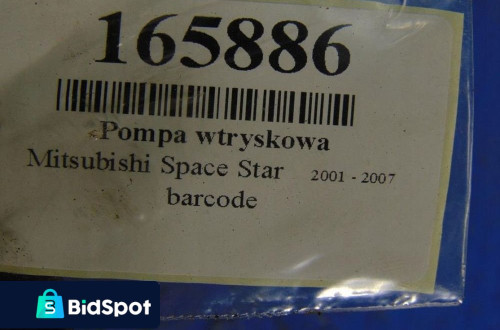 165886
Pompa wtryskowa
Mitsubishi Space Star 2001 - 2007
barcode
BidSpot